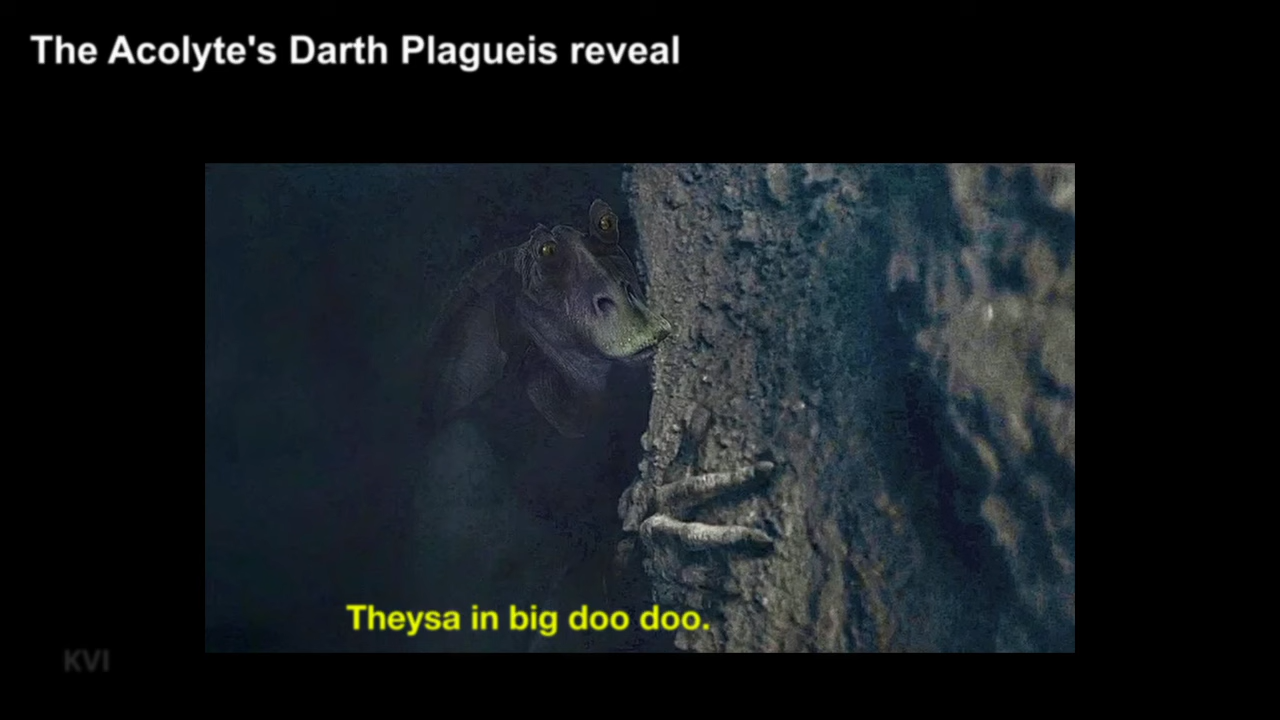 The Acolyte's Darth Plagueis reveal
Theysa in big doo doo.
KVI